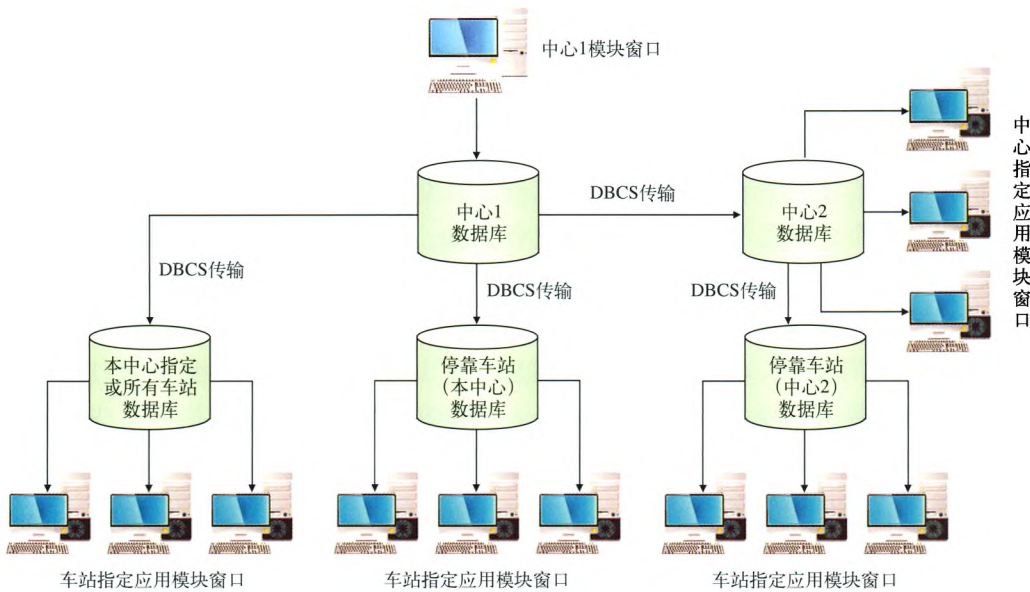 中心1模块窗口
中心指定应用模块窗口
DBCS传输
中心1
数据库
中心2
数据库
DBCS传输
DBCS传输
DBCS传输
本中心指定
或所有车站
数据库
停靠车站
（本中心）
数据库
停靠车站
（中心2）
数据库
车站指定应用模块窗口
车站指定应用模块窗口
车站指定应用模块窗口